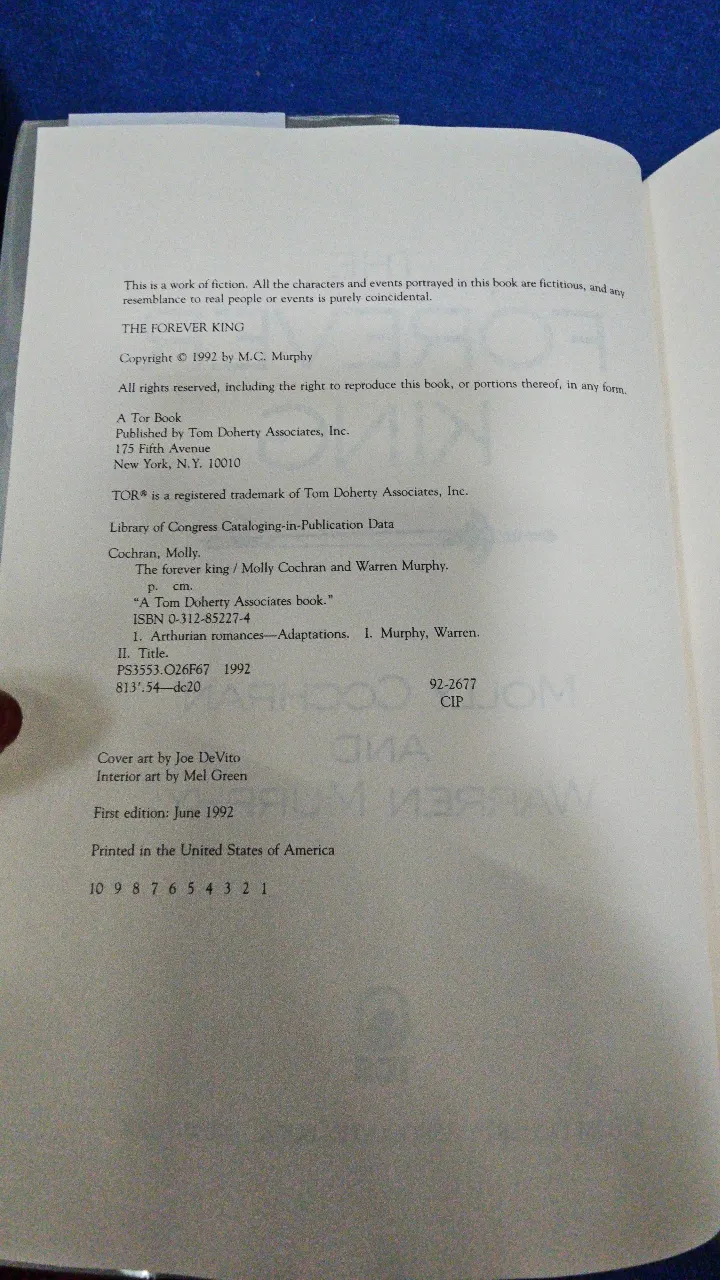 This is a work of fiction. All the characters and events portrayed in this book are fictitious, and any
resemblance to real people or events is purely coincidental.
THE FOREVER KING
Copyright © 1992 by M.C. Murphy
All rights reserved, including the right to reproduce this book, or portions thereof, in any form.
A Tor Book
Published by Tom Doherty Associates, Inc.
175 Fifth Avenue
New York, N.Y. 10010
TOR® is a registered trademark of Tom Doherty Associates, Inc.
Library of Congress Cataloging-in-Publication Data
Cochran, Molly.
The forever king / Molly Cochran and Warren Murphy.
p. cm.
"A Tom Doherty Associates book."
ISBN 0-312-85227-4
1. Arthurian romances—Adaptations. I. Murphy, Warren.
II. Title.
PS3553.O26F67 1992
813'.54—dc20 92-2677
CIP
Cover art by Joe DeVito
Interior art by Mel Green
First edition: June 1992
Printed in the United States of America
10 9 8 7 6 5 4 3 2 1